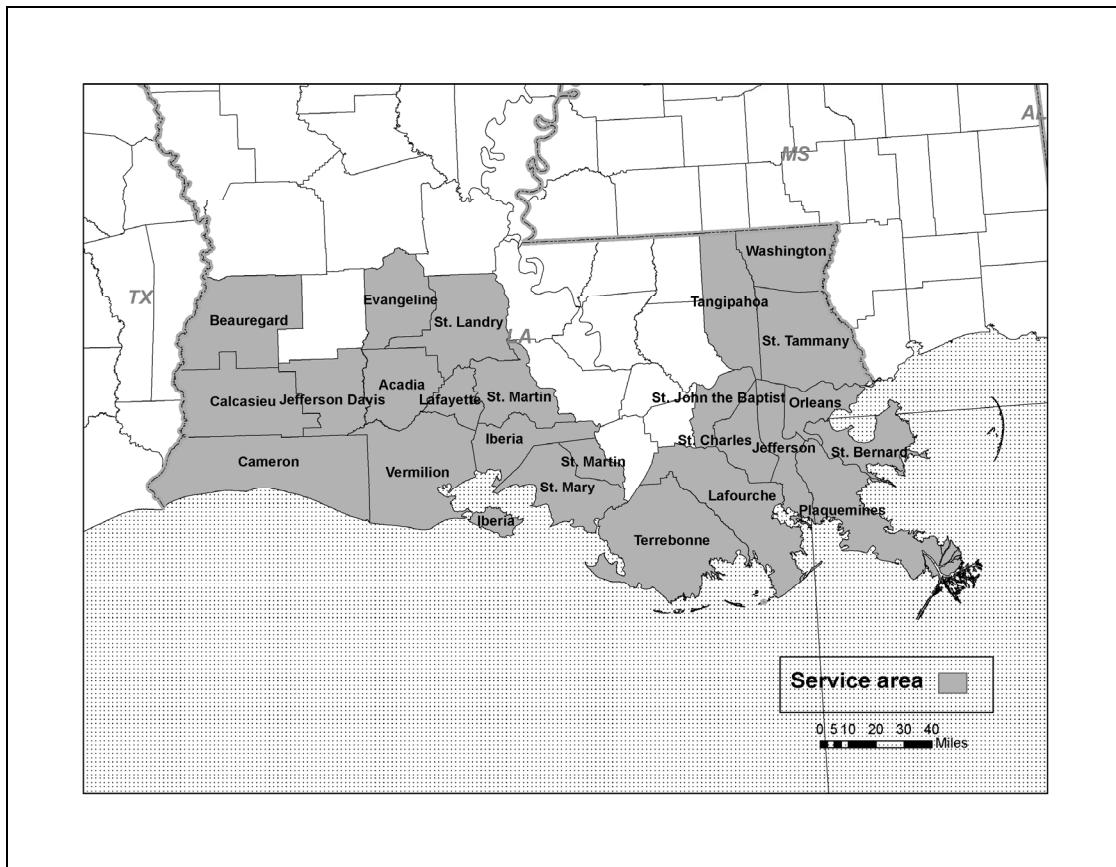 AL
MS
Washington
TX
Evangeline
Tangipahoa
Beauregard
St. Landry
LA
St. Tammany
Acadia
Calcasieu
Jefferson Davis
Lafayette
St. Martin
St. John the Baptist
Orleans
Iberia
St. Charles
Jefferson
St. Bernard
Cameron
Vermilion
St. Martin
St. Mary
Lafourche
Plaquemines
Iberia
Terrebonne
Service area
0 5 10 20 30 40
Miles